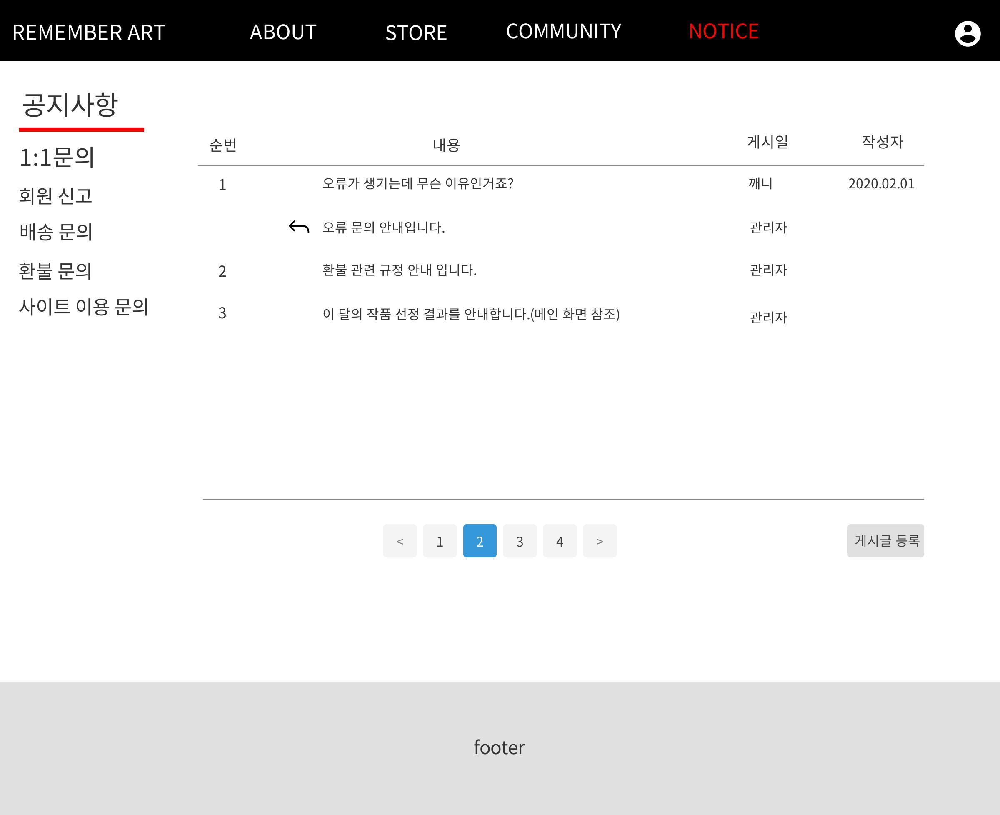 REMEMBER ART ABOUT STORE COMMUNITY NOTICE
공지사항
1:1문의
회원 신고
배송 문의
환불 문의
사이트 이용 문의
순번 내용 게시일 작성자
1 오류가 생기는데 무슨 이유인가죠? 깨니 2020.02.01
오류 문의 안내입니다. 관리자
2 환불 관련 규정 안내 입니다. 관리자
3 이 달의 작품 선정 결과를 안내합니다.(메인 화면 참조) 관리자
< 1 2 3 4 > 게시글 등록
footer